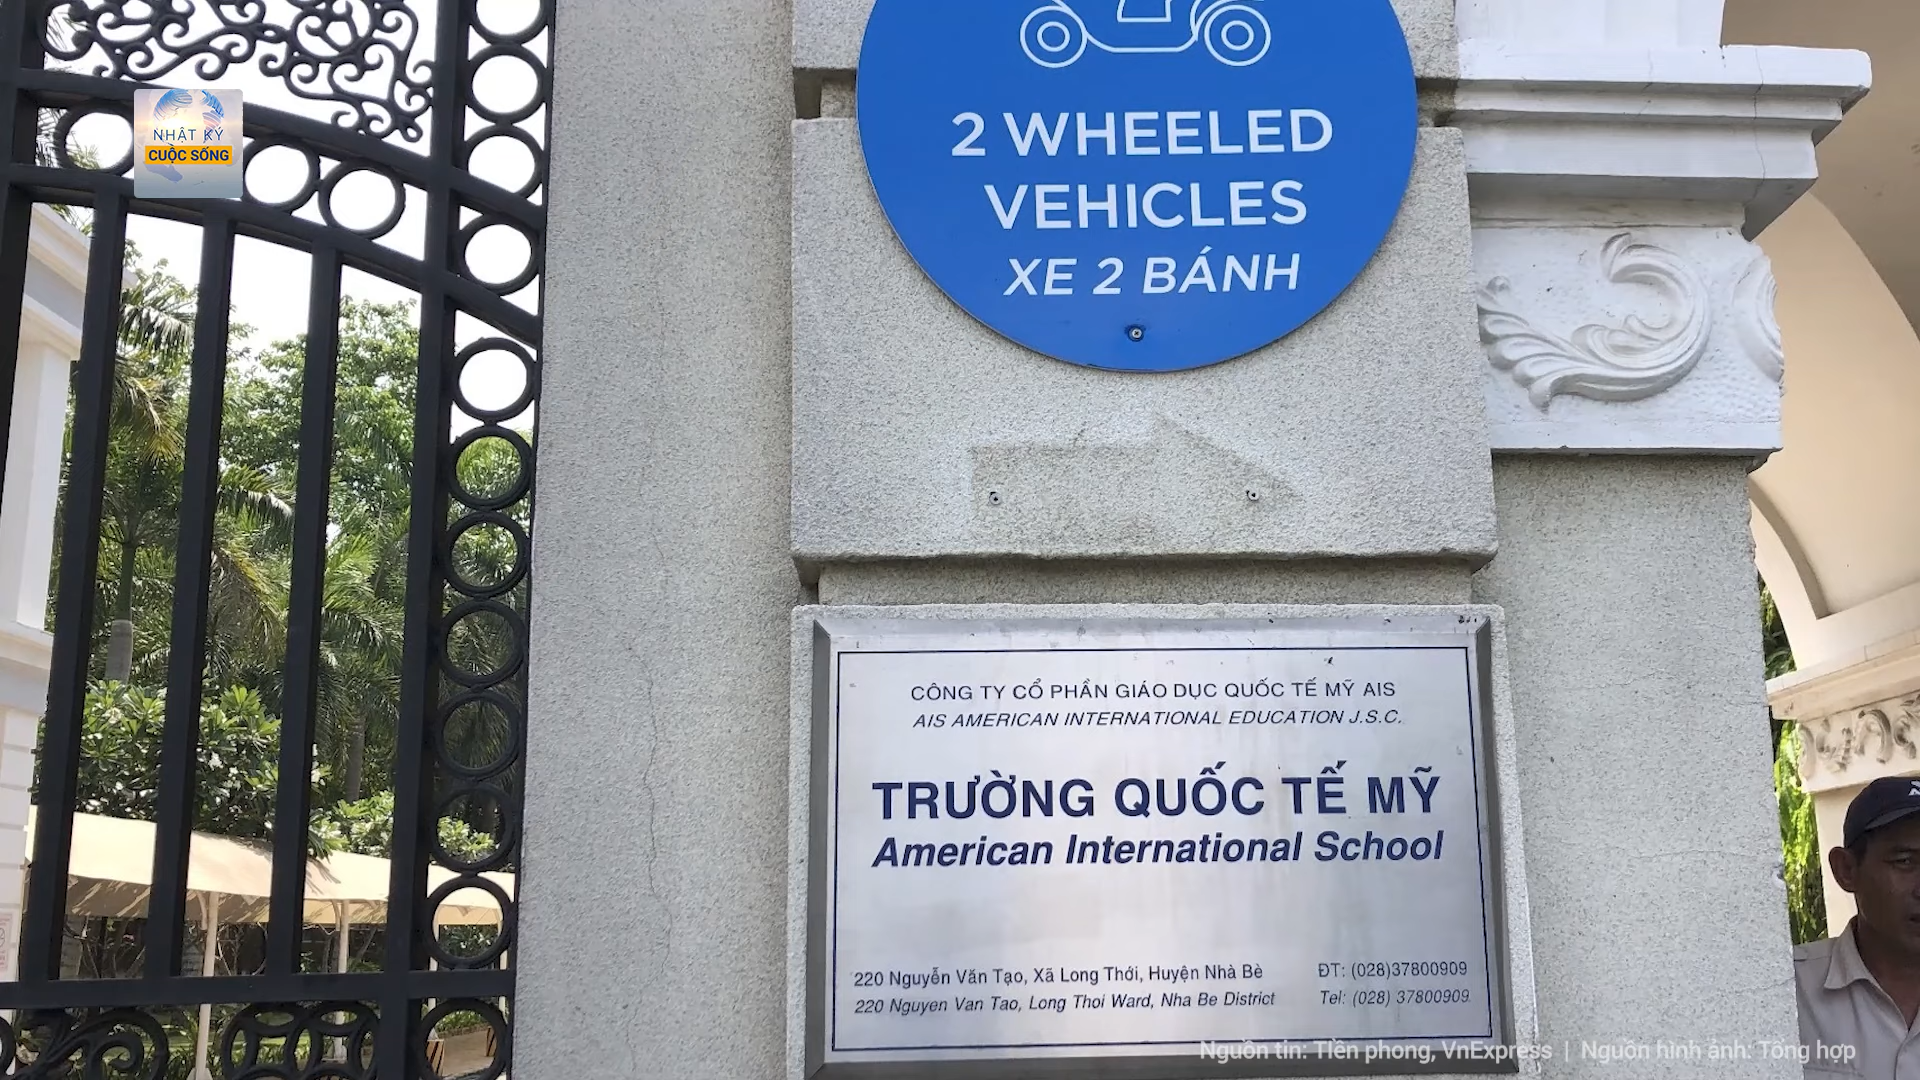 NHẬT KÝ
CUỘC SỐNG
2 WHEELED
VEHICLES
XE 2 BÁNH
CÔNG TY CỔ PHẦN GIÁO DỤC QUỐC TẾ MỸ AIS
AIS AMERICAN INTERNATIONAL EDUCATION J.S.C.
TRƯỜNG QUỐC TẾ MỸ
American International School
220 Nguyễn Văn Tạo, Xã Long Thới, Huyện Nhà Bè ĐT: (028)37800909
220 Nguyen Van Tao, Long Thoi Ward, Nha Be District Tel: (028) 37800909
Nguồn tin: Tiền phong, VnExpress | Nguồn hình ảnh: Tổng hợp